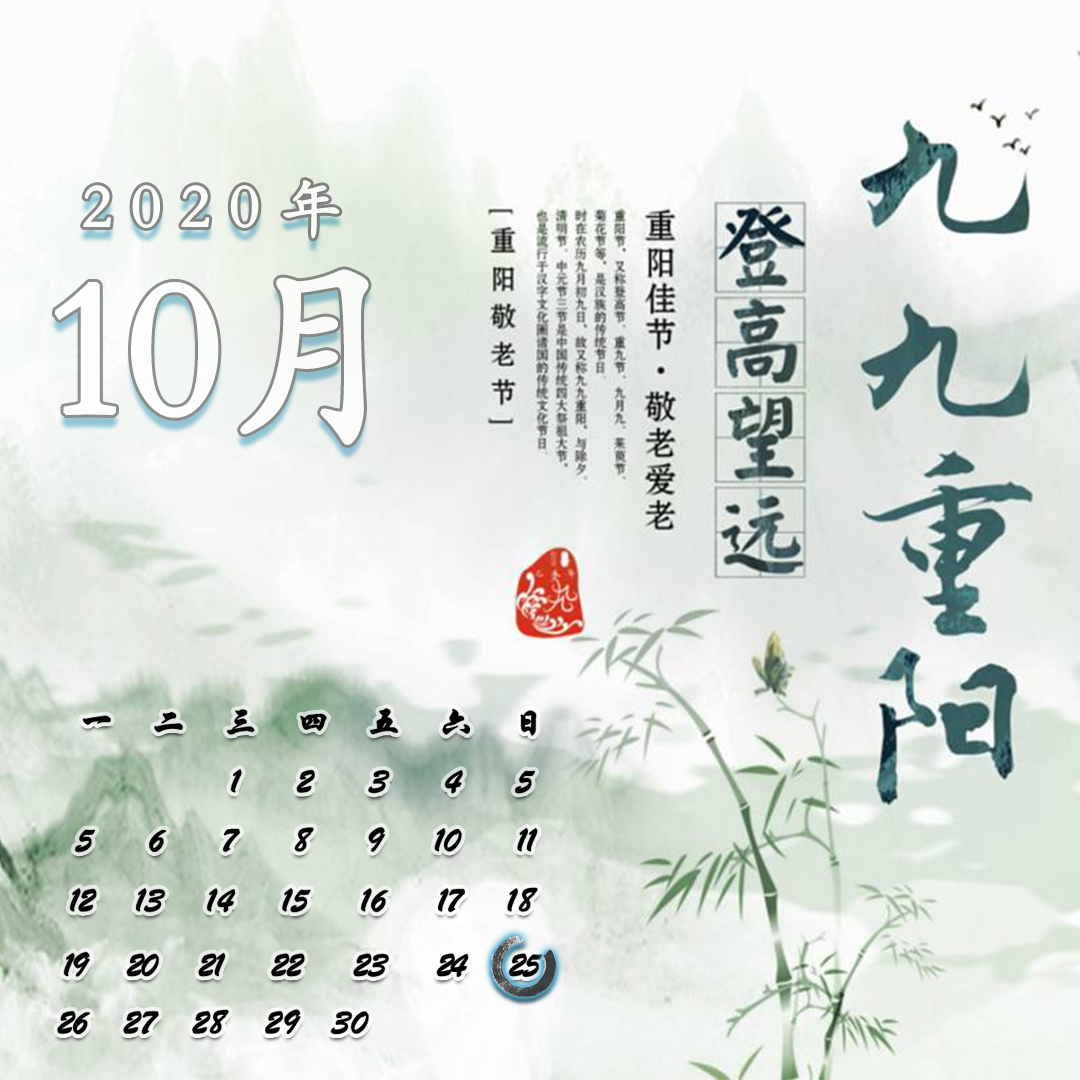 九九重阳
登高望远
重阳佳节·敬老爱老
重阳节，又称登高节、重九节、九月九、茱萸节、
菊花节等，是汉族的传统节日。
时在农历九月初九日，故又称九九重阳，与除夕、
清明节、中元节三节是中国传统四大祭祖大节，
也是流行于汉字文化圈诸国的传统文化节日。
[重阳敬老节]
2020年
10月
一 二 三 四 五 六 日
1 2 3 4 5
5 6 7 8 9 10 11
12 13 14 15 16 17 18
19 20 21 22 23 24 25
26 27 28 29 30